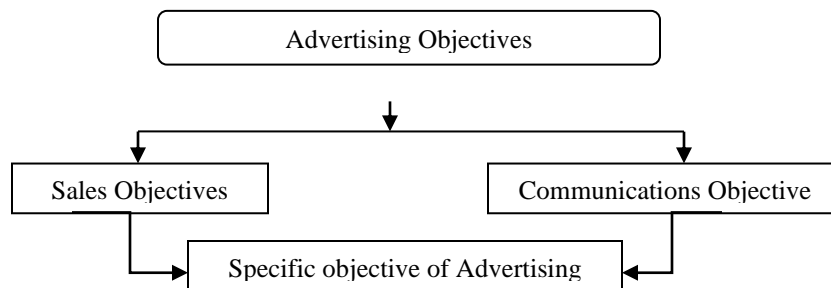 Advertising Objectives
Sales Objectives
Communications Objective
Specific objective of Advertising